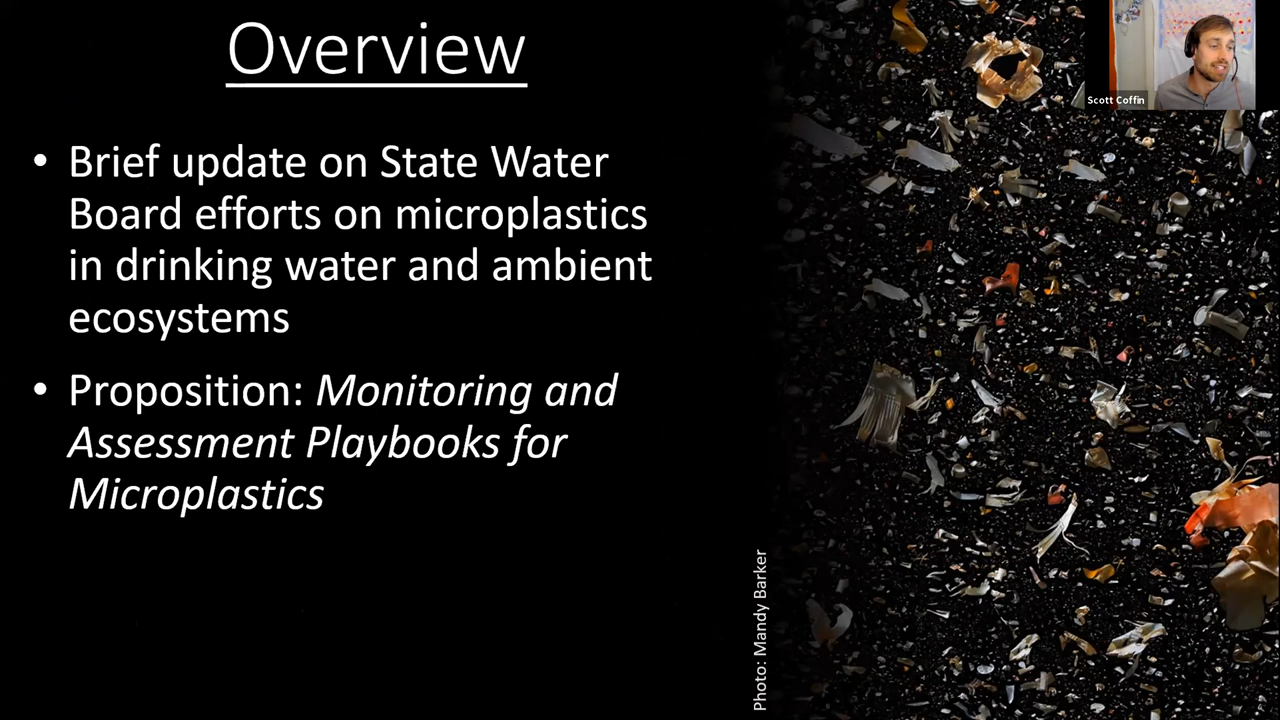 Overview
• Brief update on State Water
Board efforts on microplastics
in drinking water and ambient
ecosystems
• Proposition: Monitoring and
Assessment Playbooks for
Microplastics
Photo: Mandy Barker
Scott Coffin